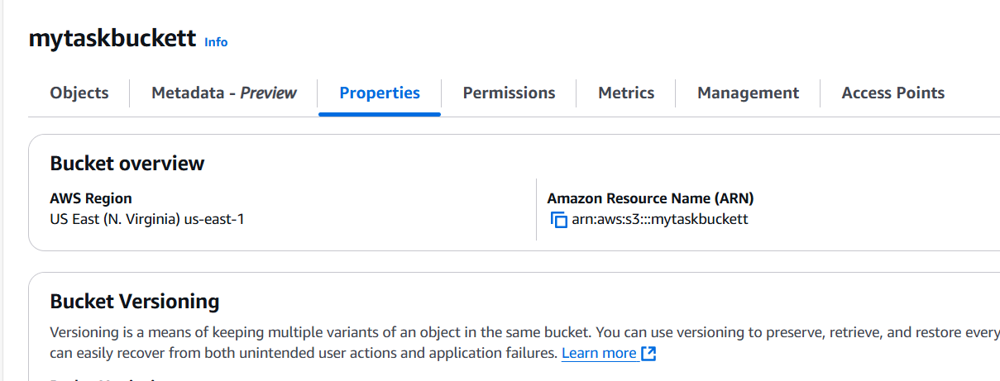 mytaskbuckett Info
Objects Metadata - Preview Properties Permissions Metrics Management Access Points
Bucket overview
AWS Region
US East (N. Virginia) us-east-1
Amazon Resource Name (ARN)
arn:aws:s3:::mytaskbuckett
Bucket Versioning
Versioning is a means of keeping multiple variants of an object in the same bucket. You can use versioning to preserve, retrieve, and restore every
can easily recover from both unintended user actions and application failures. Learn more